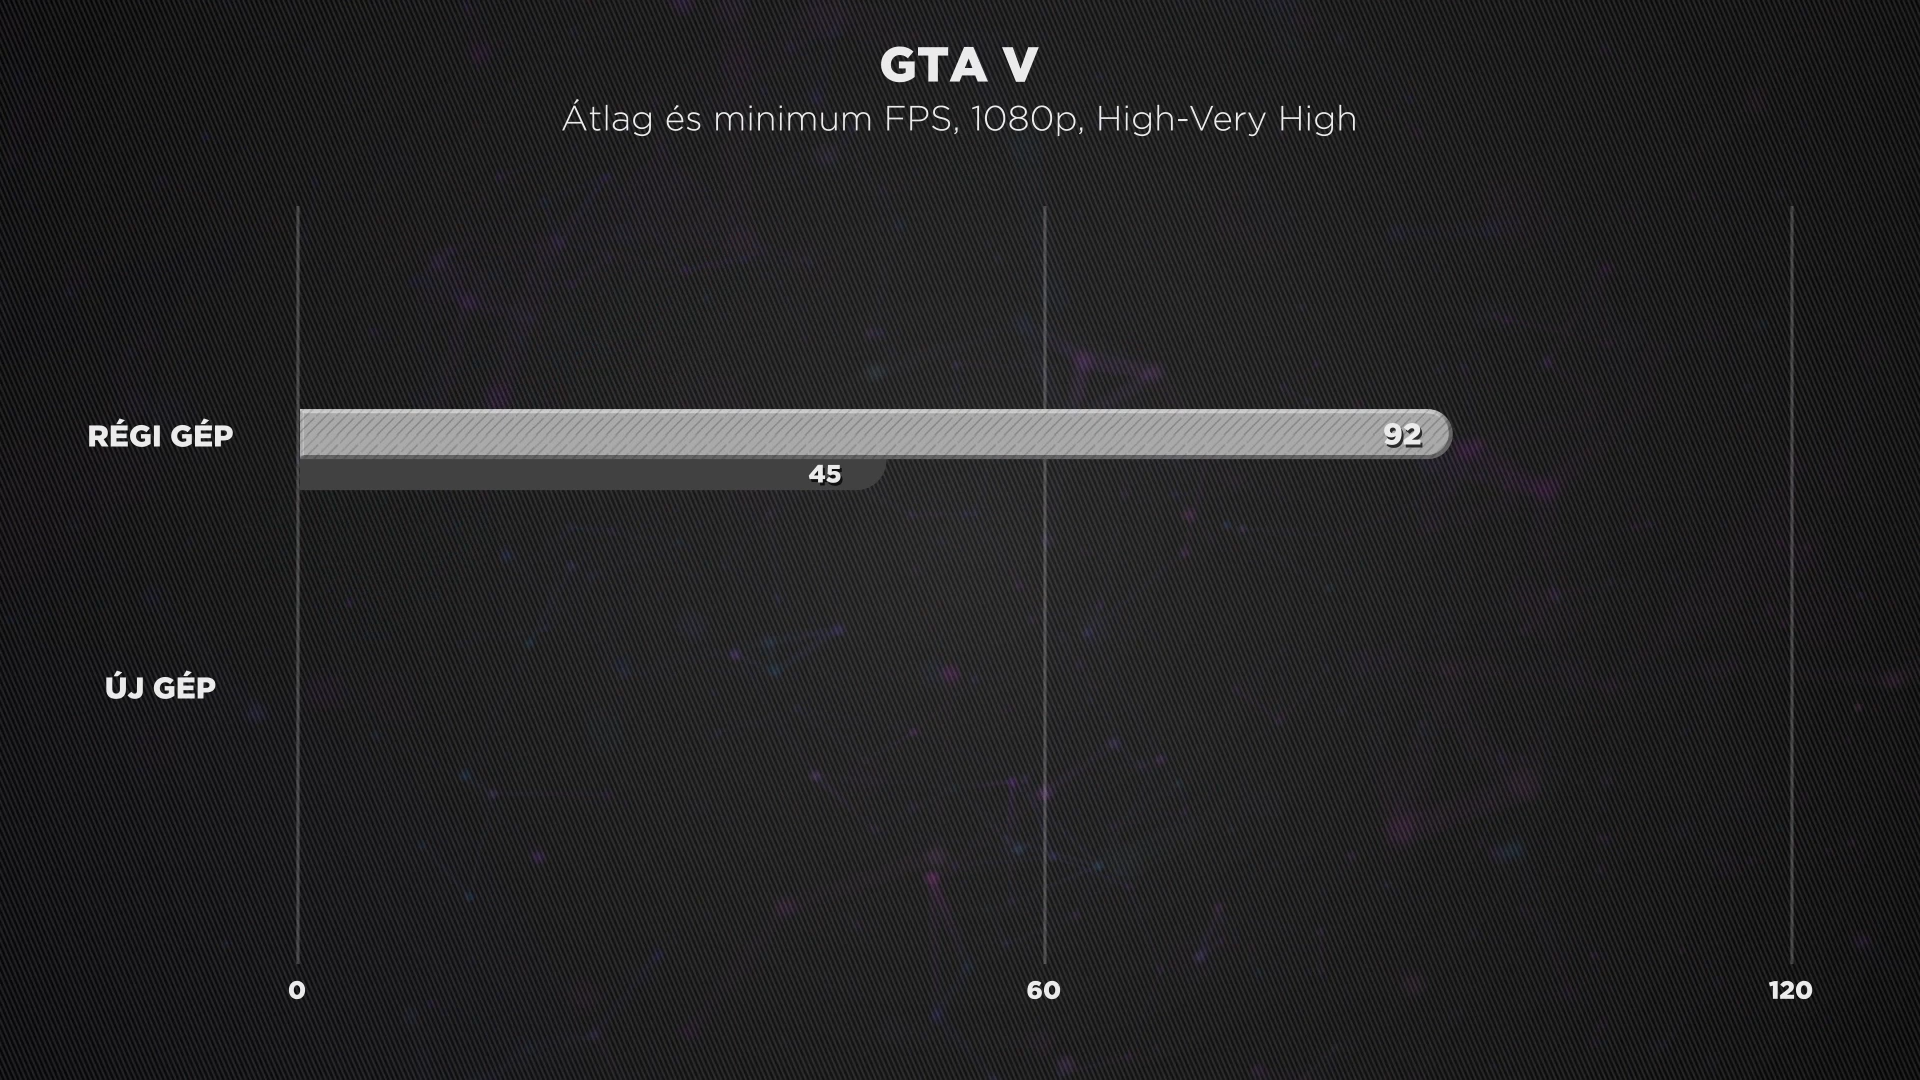 GTA V
Átlag és minimum FPS, 1080p, High-Very High
RÉGI GÉP
92
45
ÚJ GÉP
0
60
120